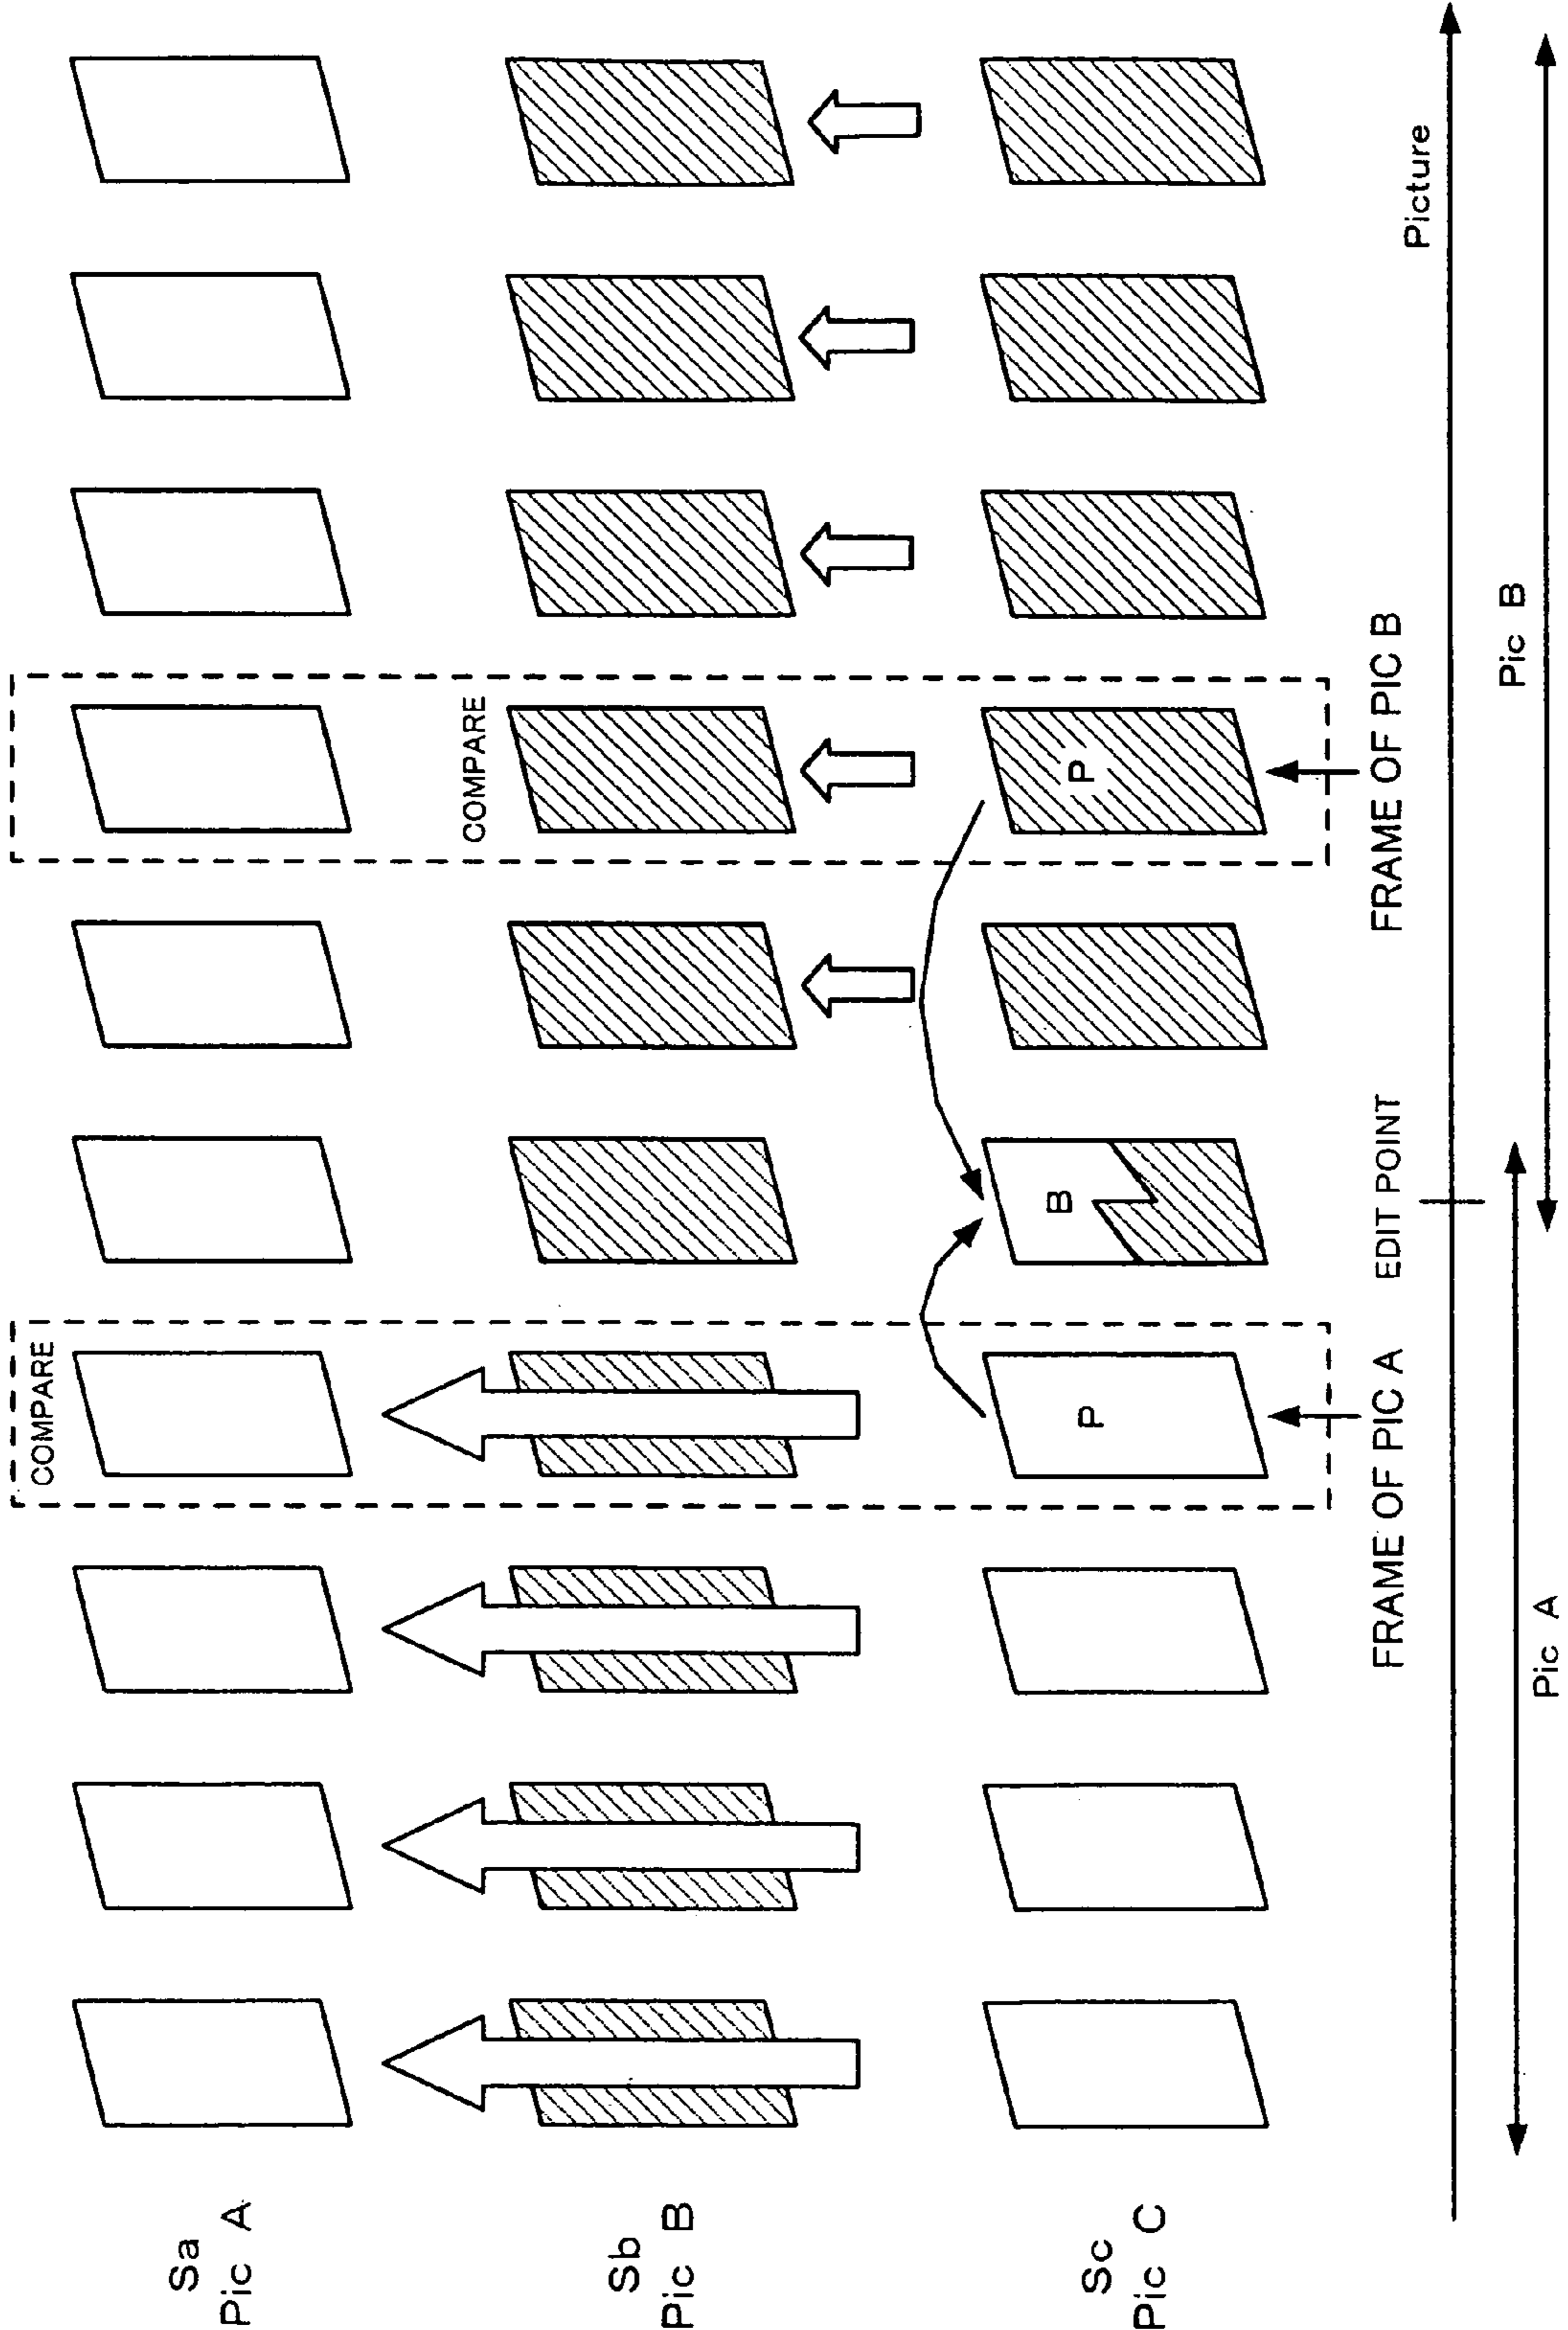 Sa
Pic A
COMPARE
Sb
Pic B
COMPARE
Sc
Pic C
P
B
P
FRAME OF PIC A
EDIT POINT
FRAME OF PIC B
Picture
Pic A
Pic B